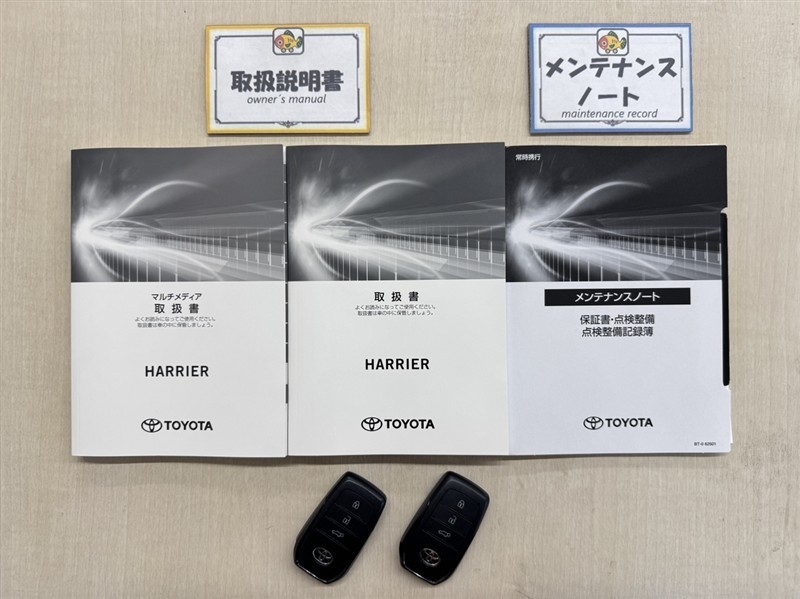 取扱説明書
owner's manual
メンテナンス
ノート
maintenance record
マルチメディア
取扱書
よくお読みになってご使用ください。
取扱書は車の中に保管しましょう。
HARRIER
TOYOTA
取扱書
よくお読みになってご使用ください。
取扱書は車の中に保管しましょう。
HARRIER
TOYOTA
常時携行
メンテナンスノート
保証書・点検整備
点検整備記録簿
TOYOTA